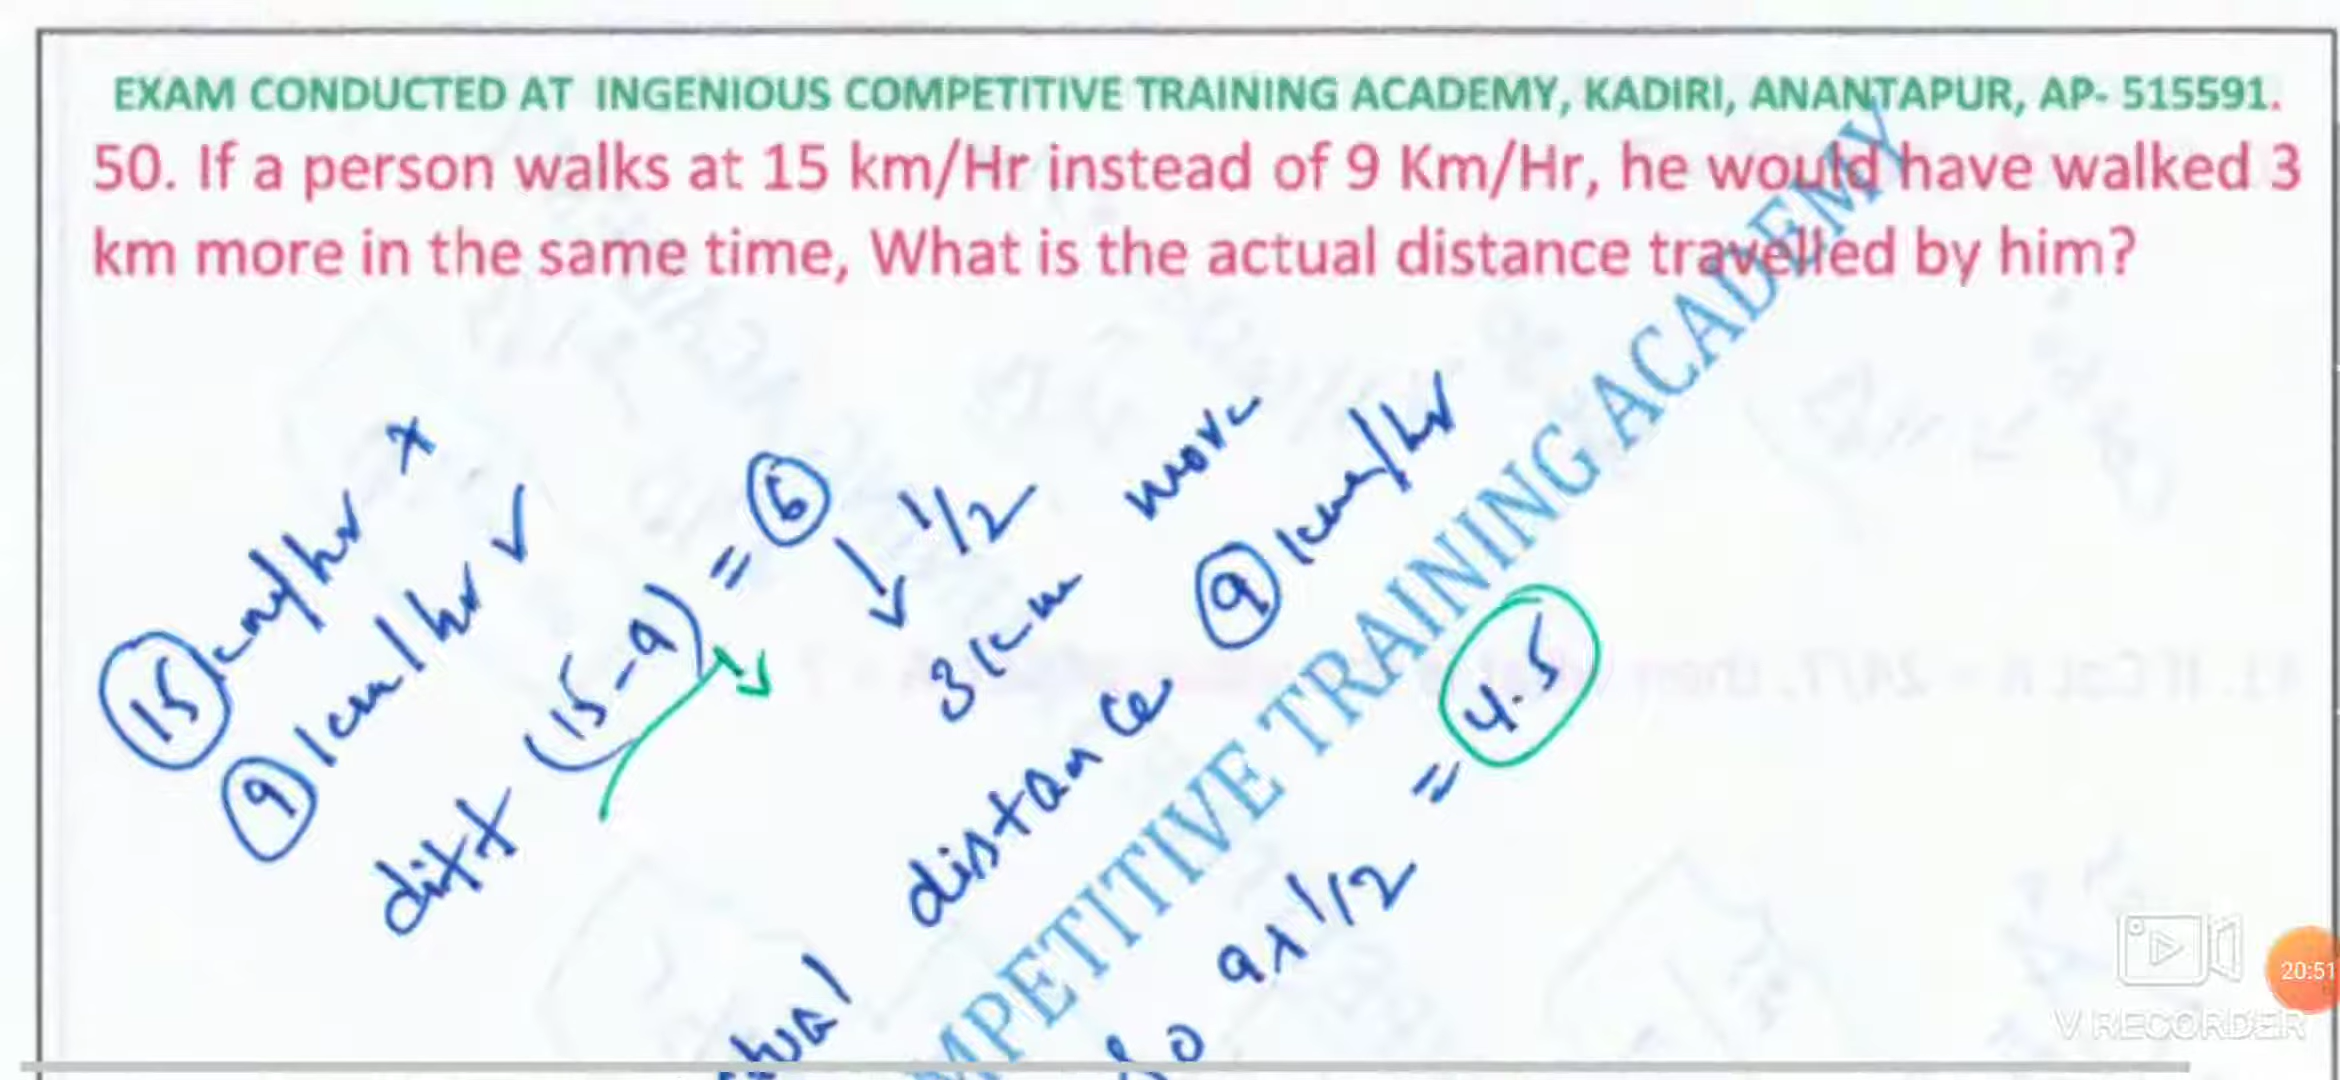 EXAM CONDUCTED AT INGENIOUS COMPETITIVE TRAINING ACADEMY, KADIRI, ANANTAPUR, AP- 515591.
50. If a person walks at 15 km/Hr instead of 9 Km/Hr, he would have walked 3
km more in the same time, What is the actual distance travelled by him?
15 km/hr x
9 km/hr ✓
diff (15-9) = 6
↓ 1/2
3 km more
distance 9 km/hr
So 9x1/2 = 4.5
MPETITIVE TRAINING ACADEMY
V RECORDER
20:51